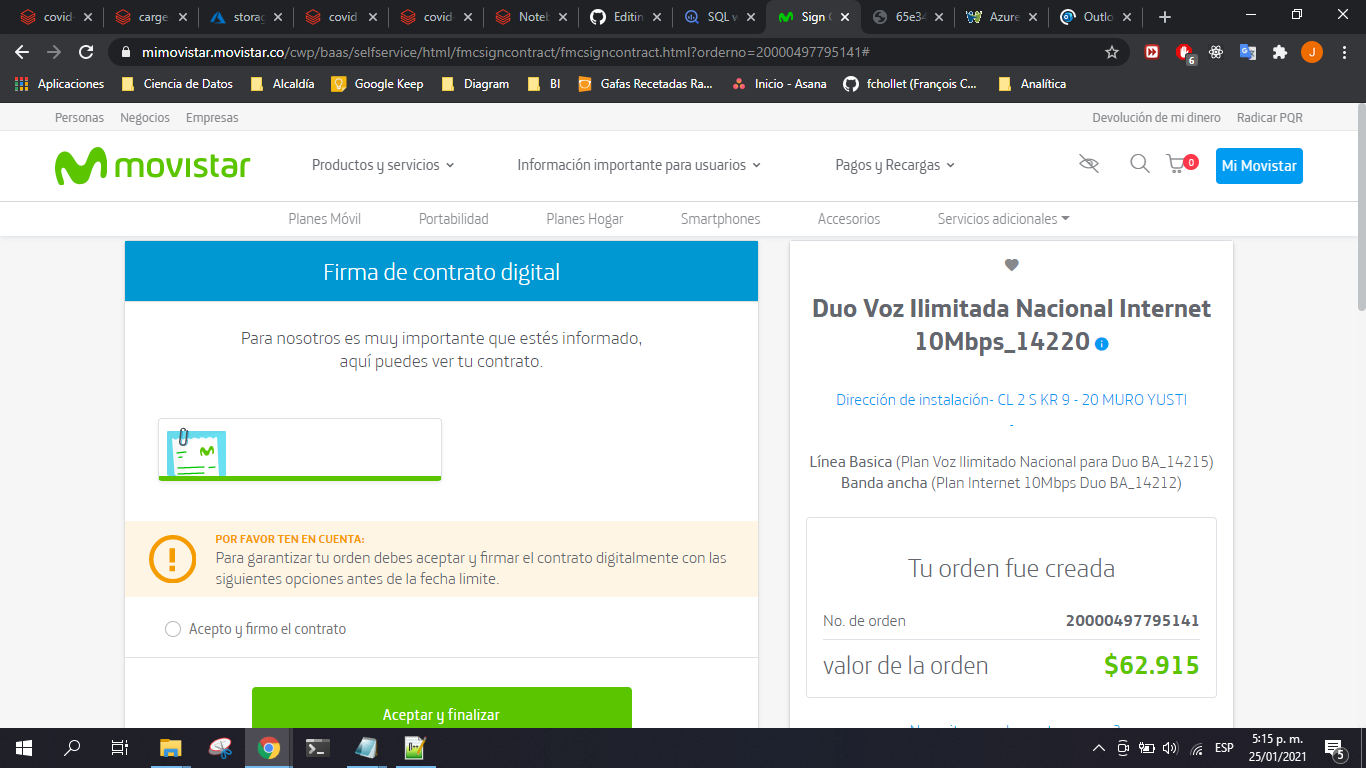 covid-
carge
storag
covid
covid-
Noteb
Editin
SQL w
Sign C
65e34
Azure
Outlo
mimovistar.movistar.co/cwp/baas/selfservice/html/fmcsigncontract/fmcsigncontract.html?orderno=20000497795141#
6
J
Aplicaciones
Ciencia de Datos
Alcaldía
Google Keep
Diagram
BI
Gafas Recetadas Ra...
Inicio - Asana
fchollet (François C...
Analítica
Personas Negocios Empresas
Devolución de mi dinero Radicar PQR
movistar
Productos y servicios
Información importante para usuarios
Pagos y Recargas
0
Mi Movistar
Planes Móvil
Portabilidad
Planes Hogar
Smartphones
Accesorios
Servicios adicionales
Firma de contrato digital
Para nosotros es muy importante que estés informado,
aquí puedes ver tu contrato.
POR FAVOR TEN EN CUENTA:
Para garantizar tu orden debes aceptar y firmar el contrato digitalmente con las
siguientes opciones antes de la fecha limite.
Acepto y firmo el contrato
Aceptar y finalizar
Duo Voz Ilimitada Nacional Internet
10Mbps_14220
Dirección de instalación- CL 2 S KR 9 - 20 MURO YUSTI
-
Línea Basica (Plan Voz Ilimitado Nacional para Duo BA_14215)
Banda ancha (Plan Internet 10Mbps Duo BA_14212)
Tu orden fue creada
No. de orden 20000497795141
valor de la orden $62.915
ESP
5:15 p. m.
25/01/2021
5